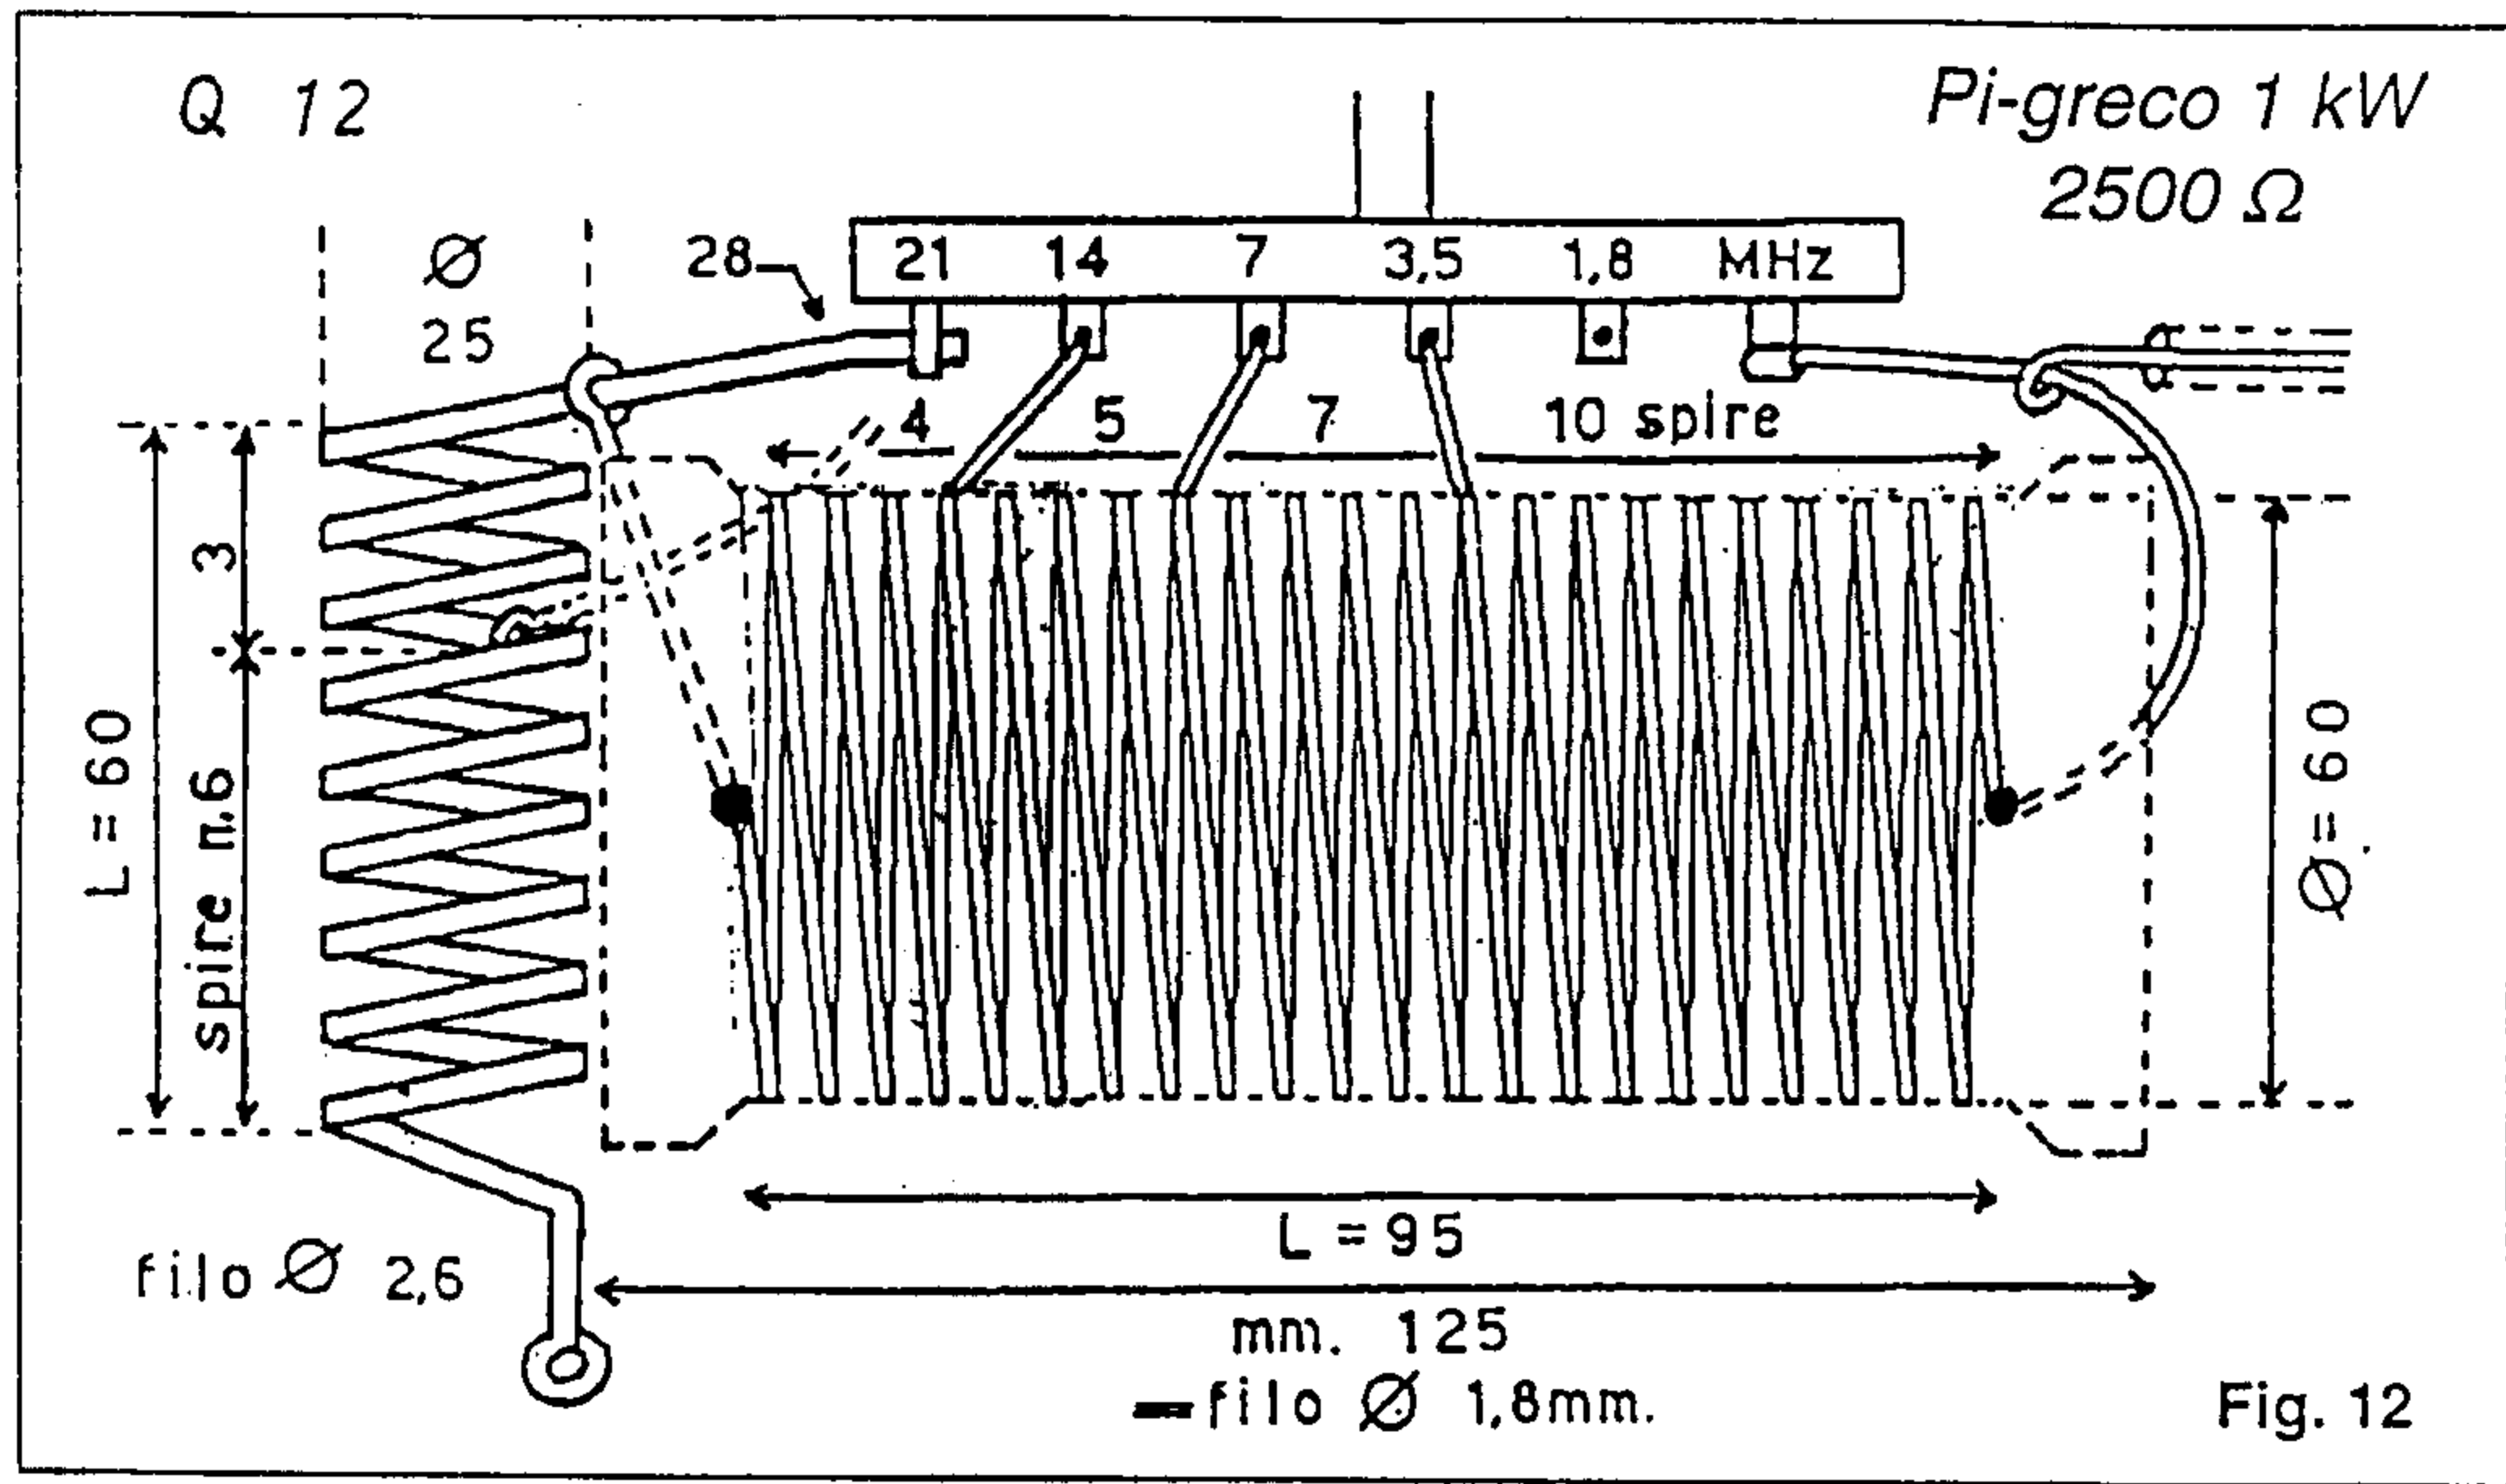 Q 12
Pi-greco 1 kW
2500 Ω
Ø
25
28
21 14 7 3,5 1,8 MHz
4 5 7 10 spire
L = 60
3
spire n.6
Ø = 60
L = 95
filo Ø 2,6
mm. 125
filo Ø 1,8mm.
Fig. 12